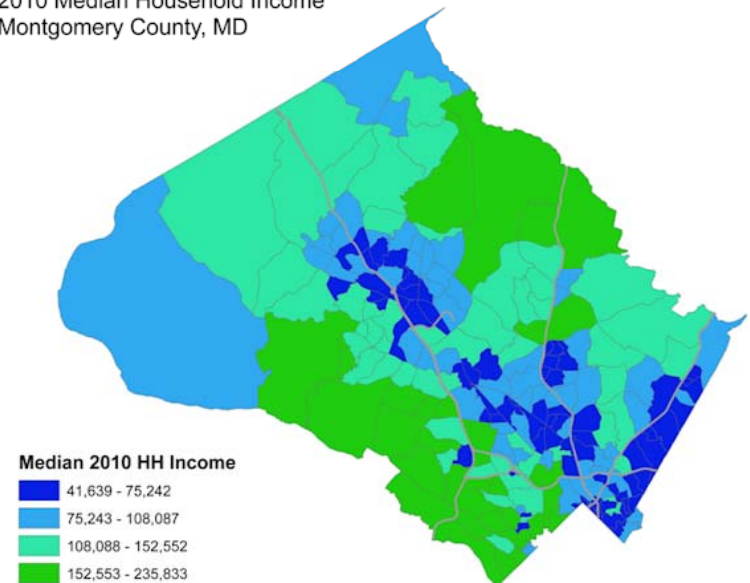 2010 Median Household Income
Montgomery County, MD
Median 2010 HH Income
41,639 - 75,242
75,243 - 108,087
108,088 - 152,552
152,553 - 235,833